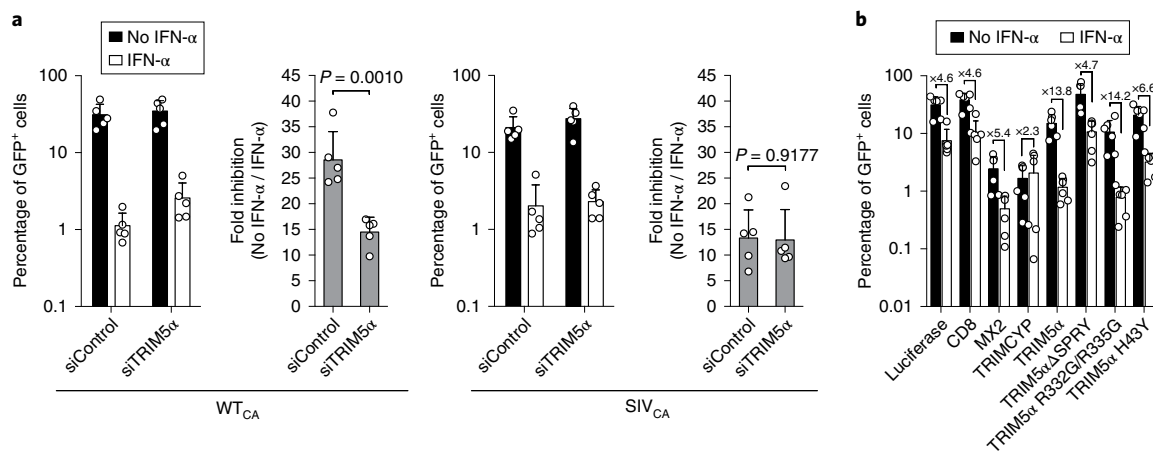 a
No IFN-α
IFN-α
Percentage of GFP+ cells
100
10
1
0.1
siControl
siTRIM5α
Fold inhibition
(No IFN-α / IFN-α)
45
40
35
30
25
20
15
10
5
0
P = 0.0010
siControl
siTRIM5α
WTCA
Percentage of GFP+ cells
100
10
1
0.1
siControl
siTRIM5α
Fold inhibition
(No IFN-α / IFN-α)
45
40
35
30
25
20
15
10
5
0
P = 0.9177
siControl
siTRIM5α
SIVCA
b
No IFN-α
IFN-α
Percentage of GFP+ cells
100
10
1
0.1
0.01
×4.6
×4.6
×5.4
×2.3
×13.8
×4.7
×14.2
×6.6
Luciferase
CD8
MX2
TRIMCYP
TRIM5α
TRIM5αΔSPRY
TRIM5α R332G/R335G
TRIM5α H43Y